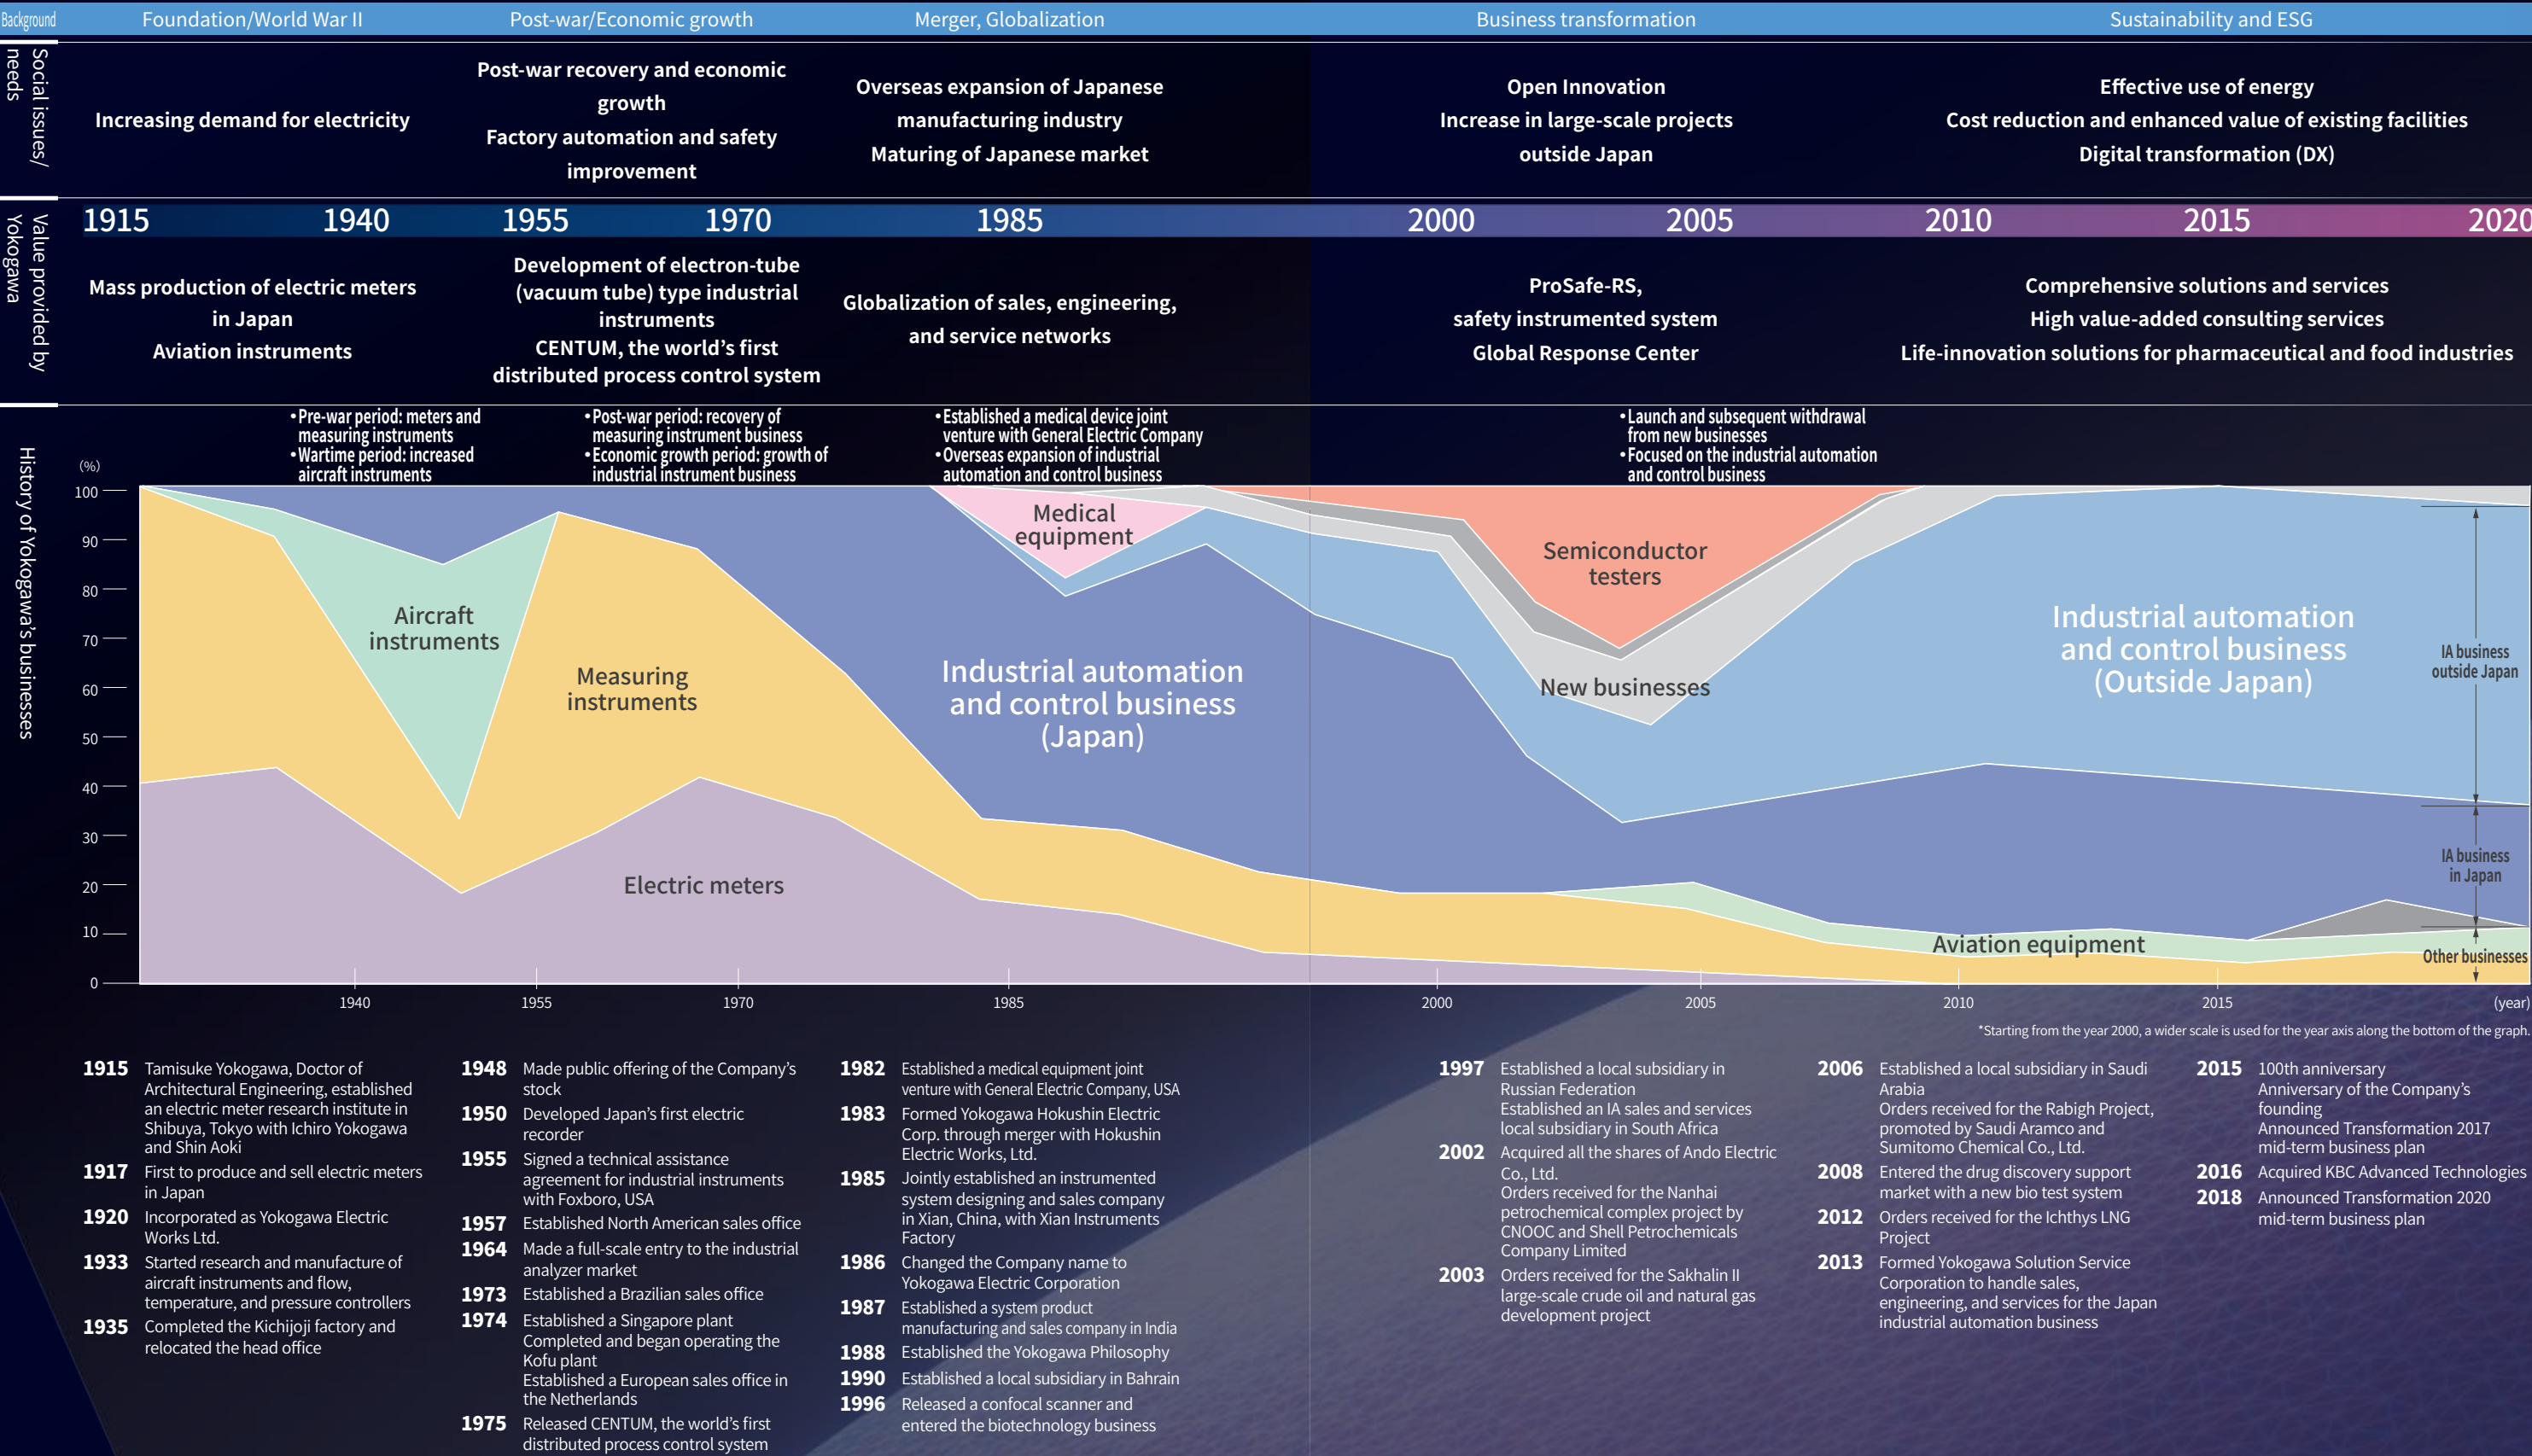 Background
Foundation/World War II
Post-war/Economic growth
Merger, Globalization
Business transformation
Sustainability and ESG
Social issues/
needs
Increasing demand for electricity
Post-war recovery and economic
growth
Factory automation and safety
improvement
Overseas expansion of Japanese
manufacturing industry
Maturing of Japanese market
Open Innovation
Increase in large-scale projects
outside Japan
Effective use of energy
Cost reduction and enhanced value of existing facilities
Digital transformation (DX)
1915
1940
1955
1970
1985
2000
2005
2010
2015
2020
Value provided by
Yokogawa
Mass production of electric meters
in Japan
Aviation instruments
Development of electron-tube
(vacuum tube) type industrial
instruments
CENTUM, the world’s first
distributed process control system
Globalization of sales, engineering,
and service networks
ProSafe-RS,
safety instrumented system
Global Response Center
Comprehensive solutions and services
High value-added consulting services
Life-innovation solutions for pharmaceutical and food industries
History of Yokogawa’s businesses
•Pre-war period: meters and
measuring instruments
•Wartime period: increased
aircraft instruments
•Post-war period: recovery of
measuring instrument business
•Economic growth period: growth of
industrial instrument business
•Established a medical device joint
venture with General Electric Company
•Overseas expansion of industrial
automation and control business
•Launch and subsequent withdrawal
from new businesses
•Focused on the industrial automation
and control business
(%)
100
90
80
70
60
50
40
30
20
10
0
Aircraft
instruments
Measuring
instruments
Electric meters
Medical
equipment
Industrial automation
and control business
(Japan)
Semiconductor
testers
New businesses
Industrial automation
and control business
(Outside Japan)
Aviation equipment
IA business
outside Japan
IA business
in Japan
Other businesses
1940
1955
1970
1985
2000
2005
2010
2015
(year)
*Starting from the year 2000, a wider scale is used for the year axis along the bottom of the graph.
1915 Tamisuke Yokogawa, Doctor of
Architectural Engineering, established
an electric meter research institute in
Shibuya, Tokyo with Ichiro Yokogawa
and Shin Aoki
1917 First to produce and sell electric meters
in Japan
1920 Incorporated as Yokogawa Electric
Works Ltd.
1933 Started research and manufacture of
aircraft instruments and flow,
temperature, and pressure controllers
1935 Completed the Kichijoji factory and
relocated the head office
1948 Made public offering of the Company’s
stock
1950 Developed Japan’s first electric
recorder
1955 Signed a technical assistance
agreement for industrial instruments
with Foxboro, USA
1957 Established North American sales office
1964 Made a full-scale entry to the industrial
analyzer market
1973 Established a Brazilian sales office
1974 Established a Singapore plant
Completed and began operating the
Kofu plant
Established a European sales office in
the Netherlands
1975 Released CENTUM, the world’s first
distributed process control system
1982 Established a medical equipment joint
venture with General Electric Company, USA
1983 Formed Yokogawa Hokushin Electric
Corp. through merger with Hokushin
Electric Works, Ltd.
1985 Jointly established an instrumented
system designing and sales company
in Xian, China, with Xian Instruments
Factory
1986 Changed the Company name to
Yokogawa Electric Corporation
1987 Established a system product
manufacturing and sales company in India
1988 Established the Yokogawa Philosophy
1990 Established a local subsidiary in Bahrain
1996 Released a confocal scanner and
entered the biotechnology business
1997 Established a local subsidiary in
Russian Federation
Established an IA sales and services
local subsidiary in South Africa
2002 Acquired all the shares of Ando Electric
Co., Ltd.
Orders received for the Nanhai
petrochemical complex project by
CNOOC and Shell Petrochemicals
Company Limited
2003 Orders received for the Sakhalin II
large-scale crude oil and natural gas
development project
2006 Established a local subsidiary in Saudi
Arabia
Orders received for the Rabigh Project,
promoted by Saudi Aramco and
Sumitomo Chemical Co., Ltd.
2008 Entered the drug discovery support
market with a new bio test system
2012 Orders received for the Ichthys LNG
Project
2013 Formed Yokogawa Solution Service
Corporation to handle sales,
engineering, and services for the Japan
industrial automation business
2015 100th anniversary
Anniversary of the Company’s
founding
Announced Transformation 2017
mid-term business plan
2016 Acquired KBC Advanced Technologies
2018 Announced Transformation 2020
mid-term business plan